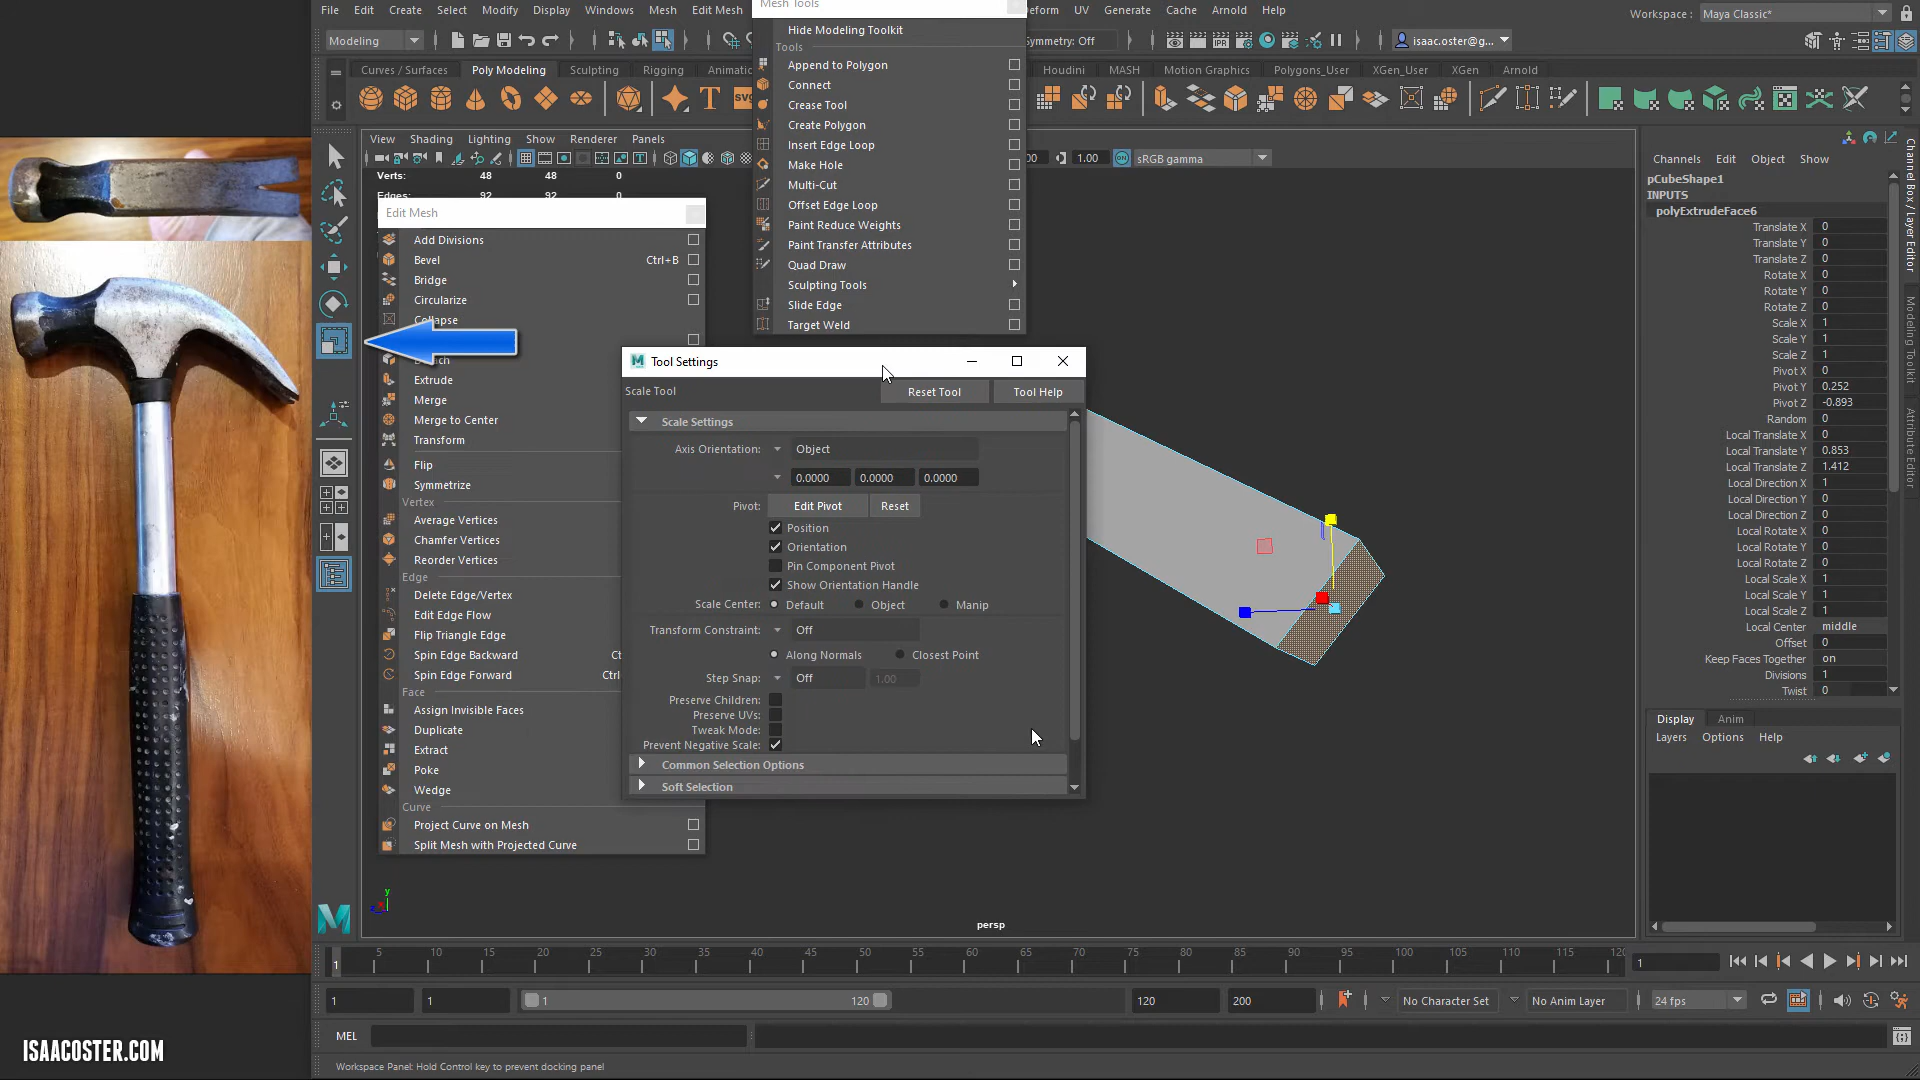 File Edit Create Select Modify Display Windows Mesh Edit Mesh
Mesh Tools
UV Generate Cache Arnold Help
Workspace : Maya Classic*
Modeling
Symmetry: Off
isaac.oster@g...
Curves / Surfaces Poly Modeling Sculpting Rigging
Houdini MASH Motion Graphics Polygons_User XGen_User XGen Arnold
View Shading Lighting Show Renderer Panels
1.00 sRGB gamma
Verts: 48 48 0
Edges: 92 92 0
Hide Modeling Toolkit
Tools
Append to Polygon
Connect
Crease Tool
Create Polygon
Insert Edge Loop
Make Hole
Multi-Cut
Offset Edge Loop
Paint Reduce Weights
Paint Transfer Attributes
Quad Draw
Sculpting Tools
Slide Edge
Target Weld
Edit Mesh
Add Divisions
Bevel Ctrl+B
Bridge
Circularize
Collapse
Extrude
Merge
Merge to Center
Transform
Flip
Symmetrize
Vertex
Average Vertices
Chamfer Vertices
Reorder Vertices
Edge
Delete Edge/Vertex
Edit Edge Flow
Flip Triangle Edge
Spin Edge Backward
Spin Edge Forward
Face
Assign Invisible Faces
Duplicate
Extract
Poke
Wedge
Curve
Project Curve on Mesh
Split Mesh with Projected Curve
Tool Settings
Scale Tool Reset Tool Tool Help
Scale Settings
Axis Orientation: Object
0.0000 0.0000 0.0000
Pivot: Edit Pivot Reset
Position
Orientation
Pin Component Pivot
Show Orientation Handle
Scale Center: Default Object Manip
Transform Constraint: Off
Along Normals Closest Point
Step Snap: Off 1.00
Preserve Children:
Preserve UVs:
Tweak Mode:
Prevent Negative Scale:
Common Selection Options
Soft Selection
y
persp
Channels Edit Object Show
pCubeShape1
INPUTS
polyExtrudeFace6
Translate X 0
Translate Y 0
Translate Z 0
Rotate X 0
Rotate Y 0
Rotate Z 0
Scale X 1
Scale Y 1
Scale Z 1
Pivot X 0
Pivot Y 0.252
Pivot Z -0.893
Random 0
Local Translate X 0
Local Translate Y 0.853
Local Translate Z 1.412
Local Direction X 1
Local Direction Y 0
Local Direction Z 0
Local Rotate X 0
Local Rotate Y 0
Local Rotate Z 0
Local Scale X 1
Local Scale Y 1
Local Scale Z 1
Local Center middle
Offset 0
Keep Faces Together on
Divisions 1
Twist 0
Channel Box / Layer Editor
Modeling Toolkit
Attribute Editor
Display Anim
Layers Options Help
1 5 10 15 20 25 30 35 40 45 50 55 60 65 70 75 80 85 90 95 100 105 110 115
1
1 1 1 120 120 200 No Character Set No Anim Layer 24 fps
MEL
Workspace Panel: Hold Control key to prevent docking panel
ISAACOSTER.COM